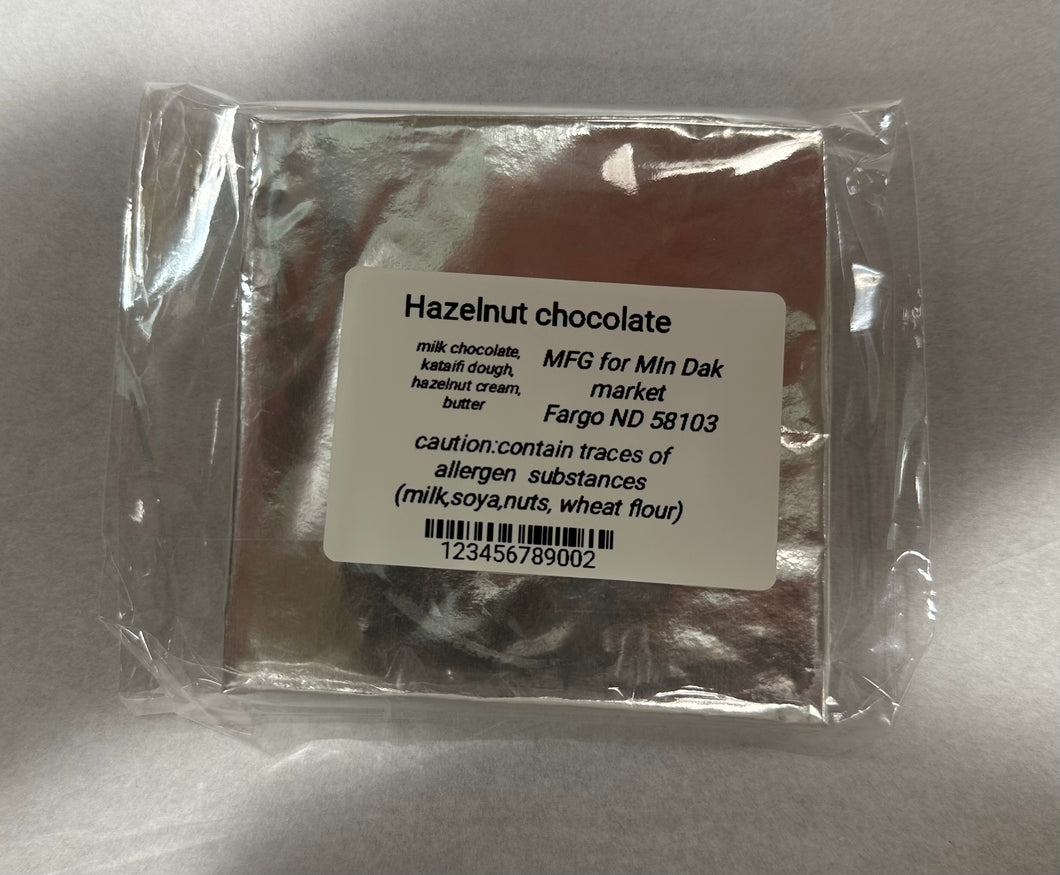 Hazelnut chocolate
milk chocolate,
kataifi dough,
hazelnut cream,
butter
MFG for MIn Dak
market
Fargo ND 58103
caution:contain traces of
allergen substances
(milk,soya,nuts, wheat flour)
123456789002